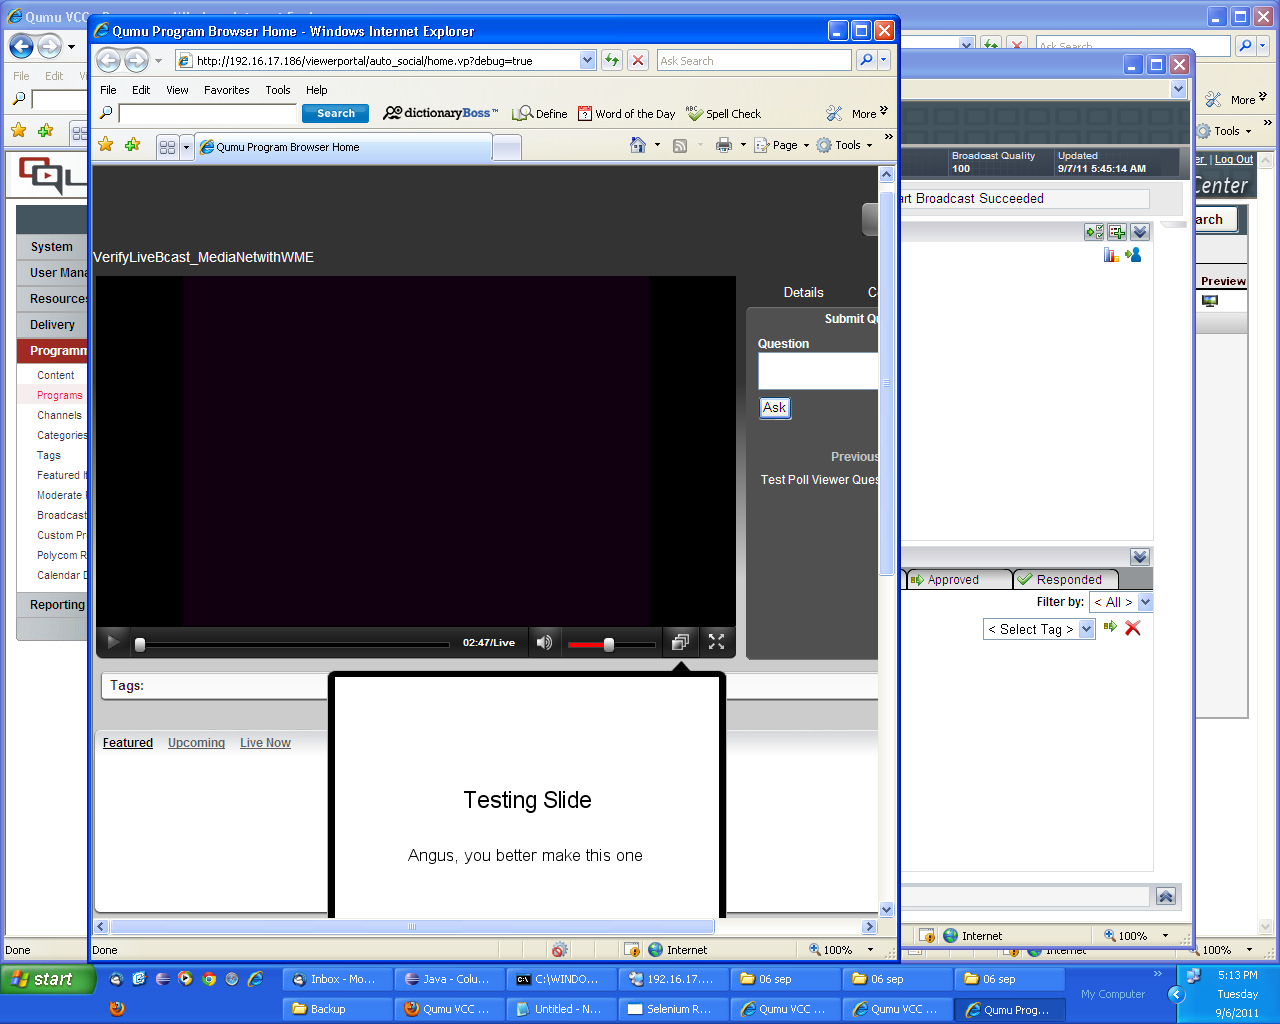 Qumu VCC
Qumu Program Browser Home - Windows Internet Explorer
http://192.16.17.186/viewerportal/auto_social/home.vp?debug=true
Ask Search
Ask Search
File Edit View Favorites Tools Help
File Edit
Search dictionaryBoss™ Define Word of the Day Spell Check More »
More »
Qumu Program Browser Home
Page Tools »
Tools
Broadcast Quality
100
Updated
9/7/11 5:45:14 AM
Log Out
Center
art Broadcast Succeeded
arch
Preview
System
User Mana
Resources
Delivery
Programm
Content
Programs
Channels
Categories
Tags
Featured It
Moderate
Broadcast
Custom Pr
Polycom R
Calendar D
Reporting
VerifyLiveBcast_MediaNetwithWME
Details
Submit Qu
Question
Ask
Previous
Test Poll Viewer Ques
02:47/Live
Tags:
Featured Upcoming Live Now
Testing Slide
Angus, you better make this one
Approved Responded
Filter by: < All >
< Select Tag >
Done
Done
Internet 100%
Internet 100%
Internet 100%
start
Inbox - Mo...
Java - Colu...
C:\WINDO...
192.16.17....
06 sep
06 sep
06 sep
»
5:13 PM
Backup
Qumu VCC ...
Untitled - N...
Selenium R...
Qumu VCC ...
Qumu VCC ...
Qumu Prog...
My Computer
Tuesday
9/6/2011